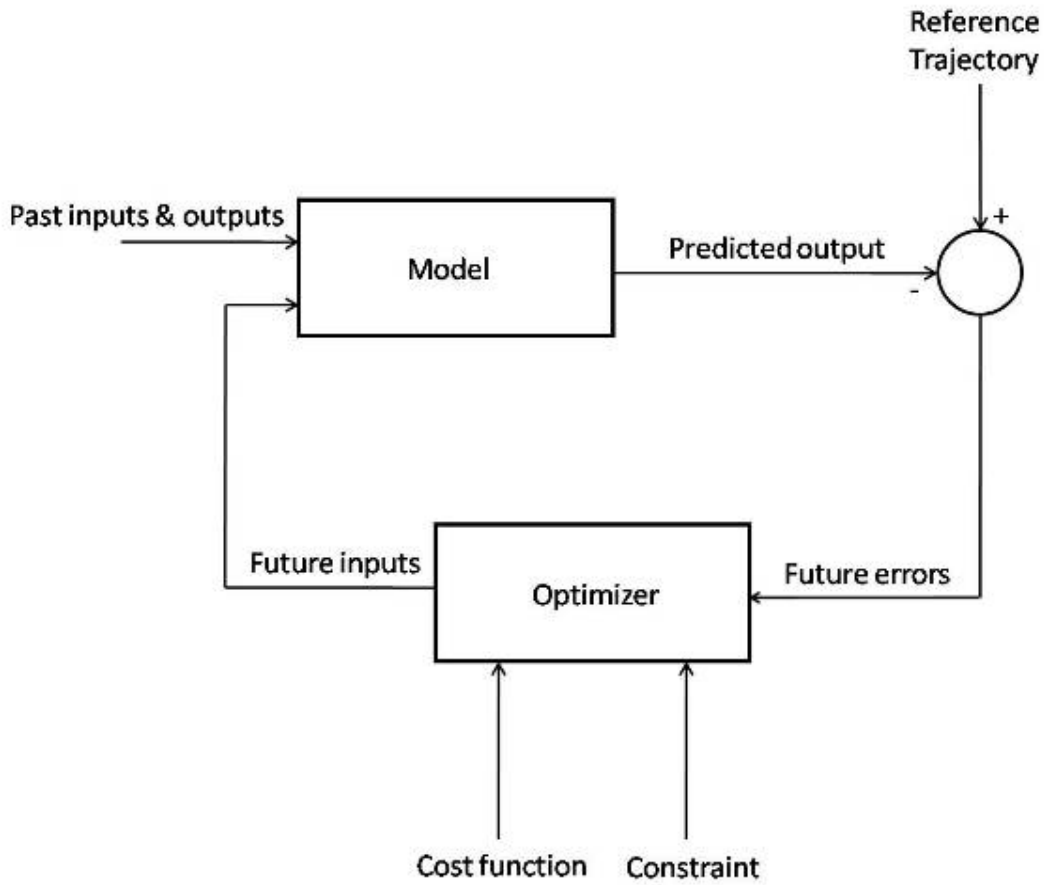 Reference
Trajectory
Past inputs & outputs
+
Model
Predicted output
-
Future inputs
Optimizer
Future errors
Cost function
Constraint